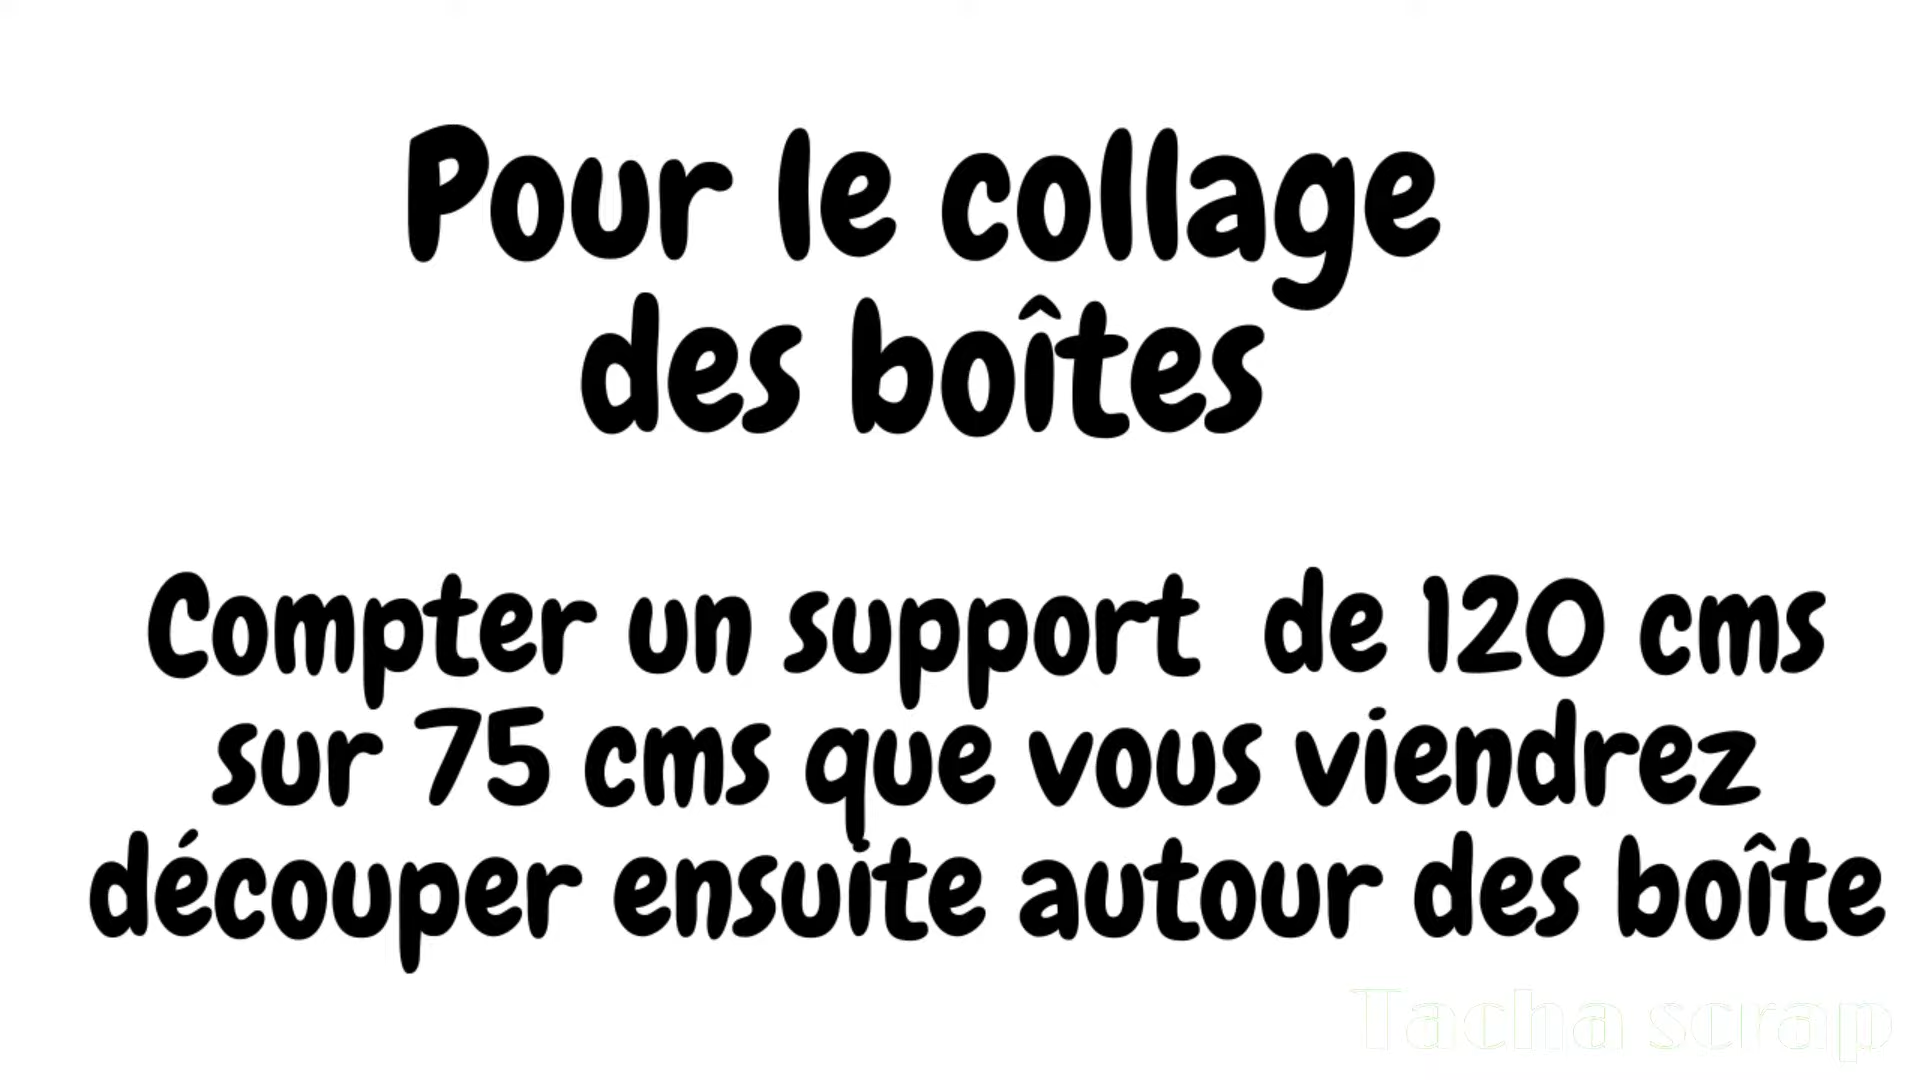 Pour le collage
des boîtes
Compter un support de 120 cms
sur 75 cms que vous viendrez
découper ensuite autour des boîte
Tacha scrap